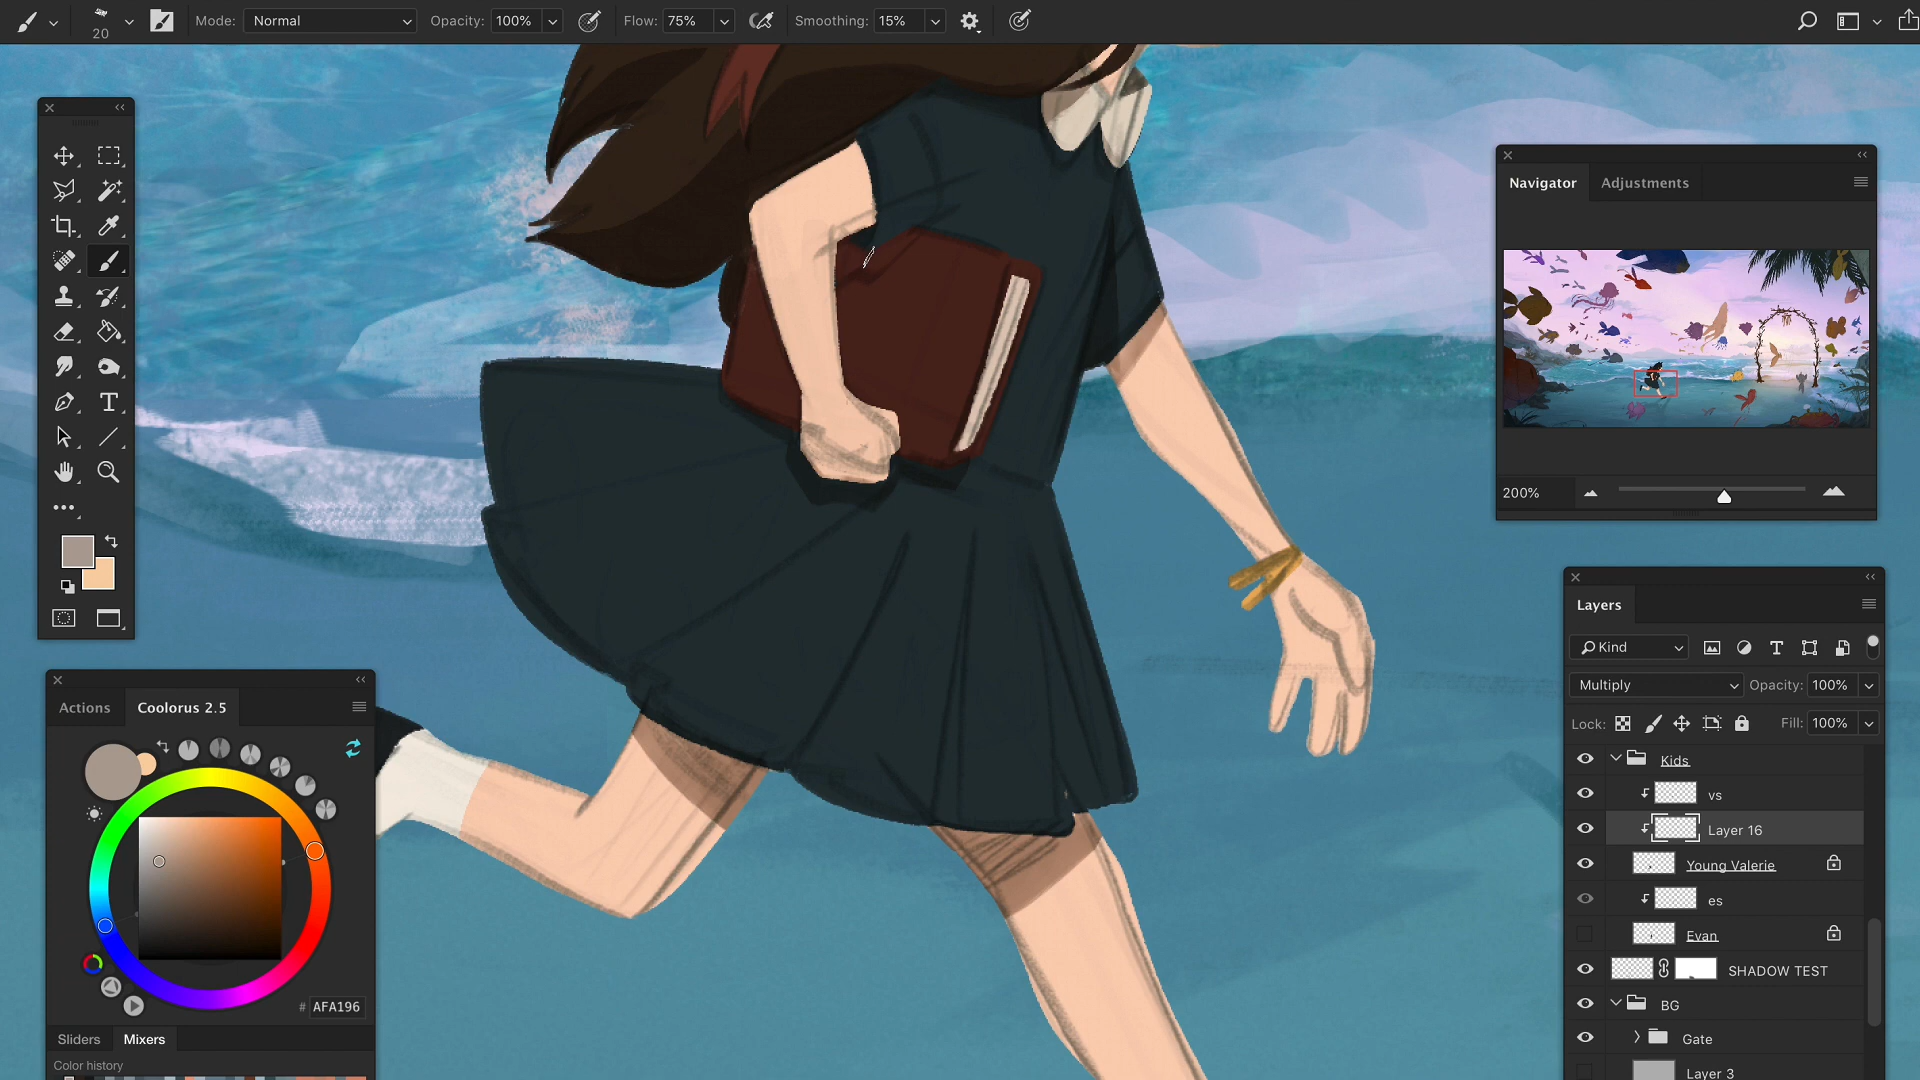 Mode: Normal Opacity: 100% Flow: 75% Smoothing: 15%
20
Navigator Adjustments
200%
Layers
Kind
Multiply Opacity: 100%
Lock: Fill: 100%
Kids
vs
Layer 16
Young Valerie
es
Evan
SHADOW TEST
BG
Gate
Layer 3
Actions Coolorus 2.5
# AFA196
Sliders Mixers
Color history